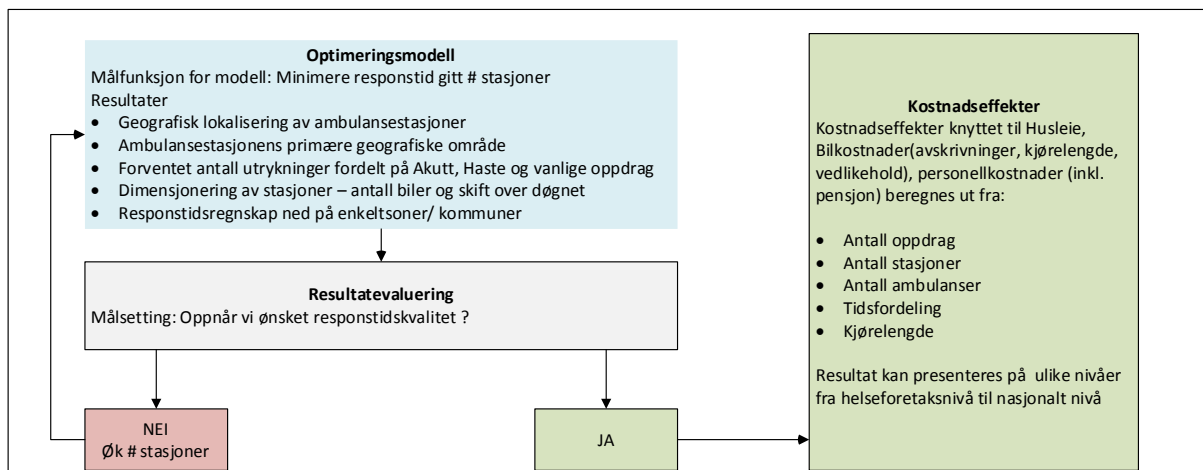 Optimeringsmodell
Målfunksjon for modell: Minimere responstid gitt # stasjoner
Resultater
• Geografisk lokalisering av ambulansestasjoner
• Ambulansestasjonens primære geografiske område
• Forventet antall utrykninger fordelt på Akutt, Haste og vanlige oppdrag
• Dimensjonering av stasjoner – antall biler og skift over døgnet
• Responstidsregnskap ned på enkeltsoner/ kommuner
Resultatevaluering
Målsetting: Oppnår vi ønsket responstidskvalitet ?
NEI
Øk # stasjoner
JA
Kostnadseffekter
Kostnadseffekter knyttet til Husleie,
Bilkostnader(avskrivninger, kjørelengde,
vedlikehold), personellkostnader (inkl.
pensjon) beregnes ut fra:
• Antall oppdrag
• Antall stasjoner
• Antall ambulanser
• Tidsfordeling
• Kjørelengde
Resultat kan presenteres på ulike nivåer
fra helseforetaksnivå til nasjonalt nivå